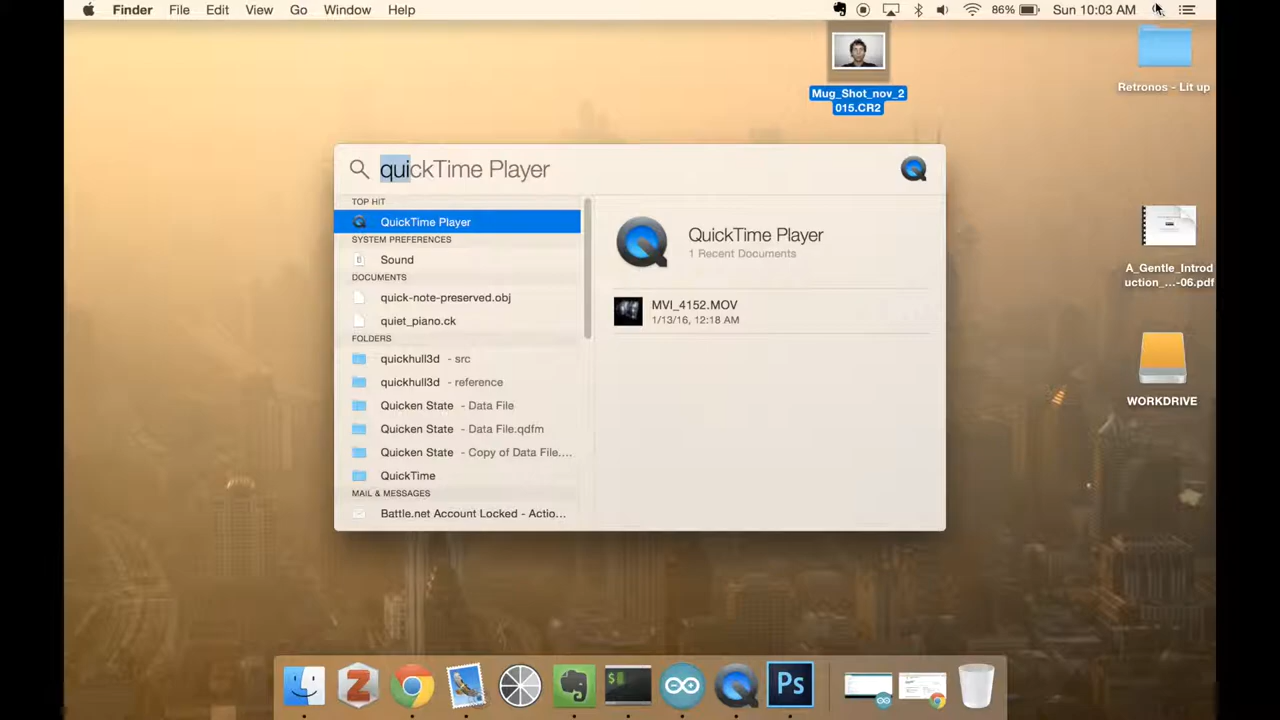 Finder File Edit View Go Window Help 86% Sun 10:03 AM
Mug_Shot_nov_2
015.CR2
Retronos - Lit up
quickTime Player
TOP HIT
QuickTime Player
SYSTEM PREFERENCES
Sound
DOCUMENTS
quick-note-preserved.obj
quiet_piano.ck
FOLDERS
quickhull3d - src
quickhull3d - reference
Quicken State - Data File
Quicken State - Data File.qdfm
Quicken State - Copy of Data File....
QuickTime
MAIL & MESSAGES
Battle.net Account Locked - Actio...
QuickTime Player
1 Recent Documents
MVI_4152.MOV
1/13/16, 12:18 AM
A_Gentle_Introd
uction_...-06.pdf
WORKDRIVE
Z
$
Ps